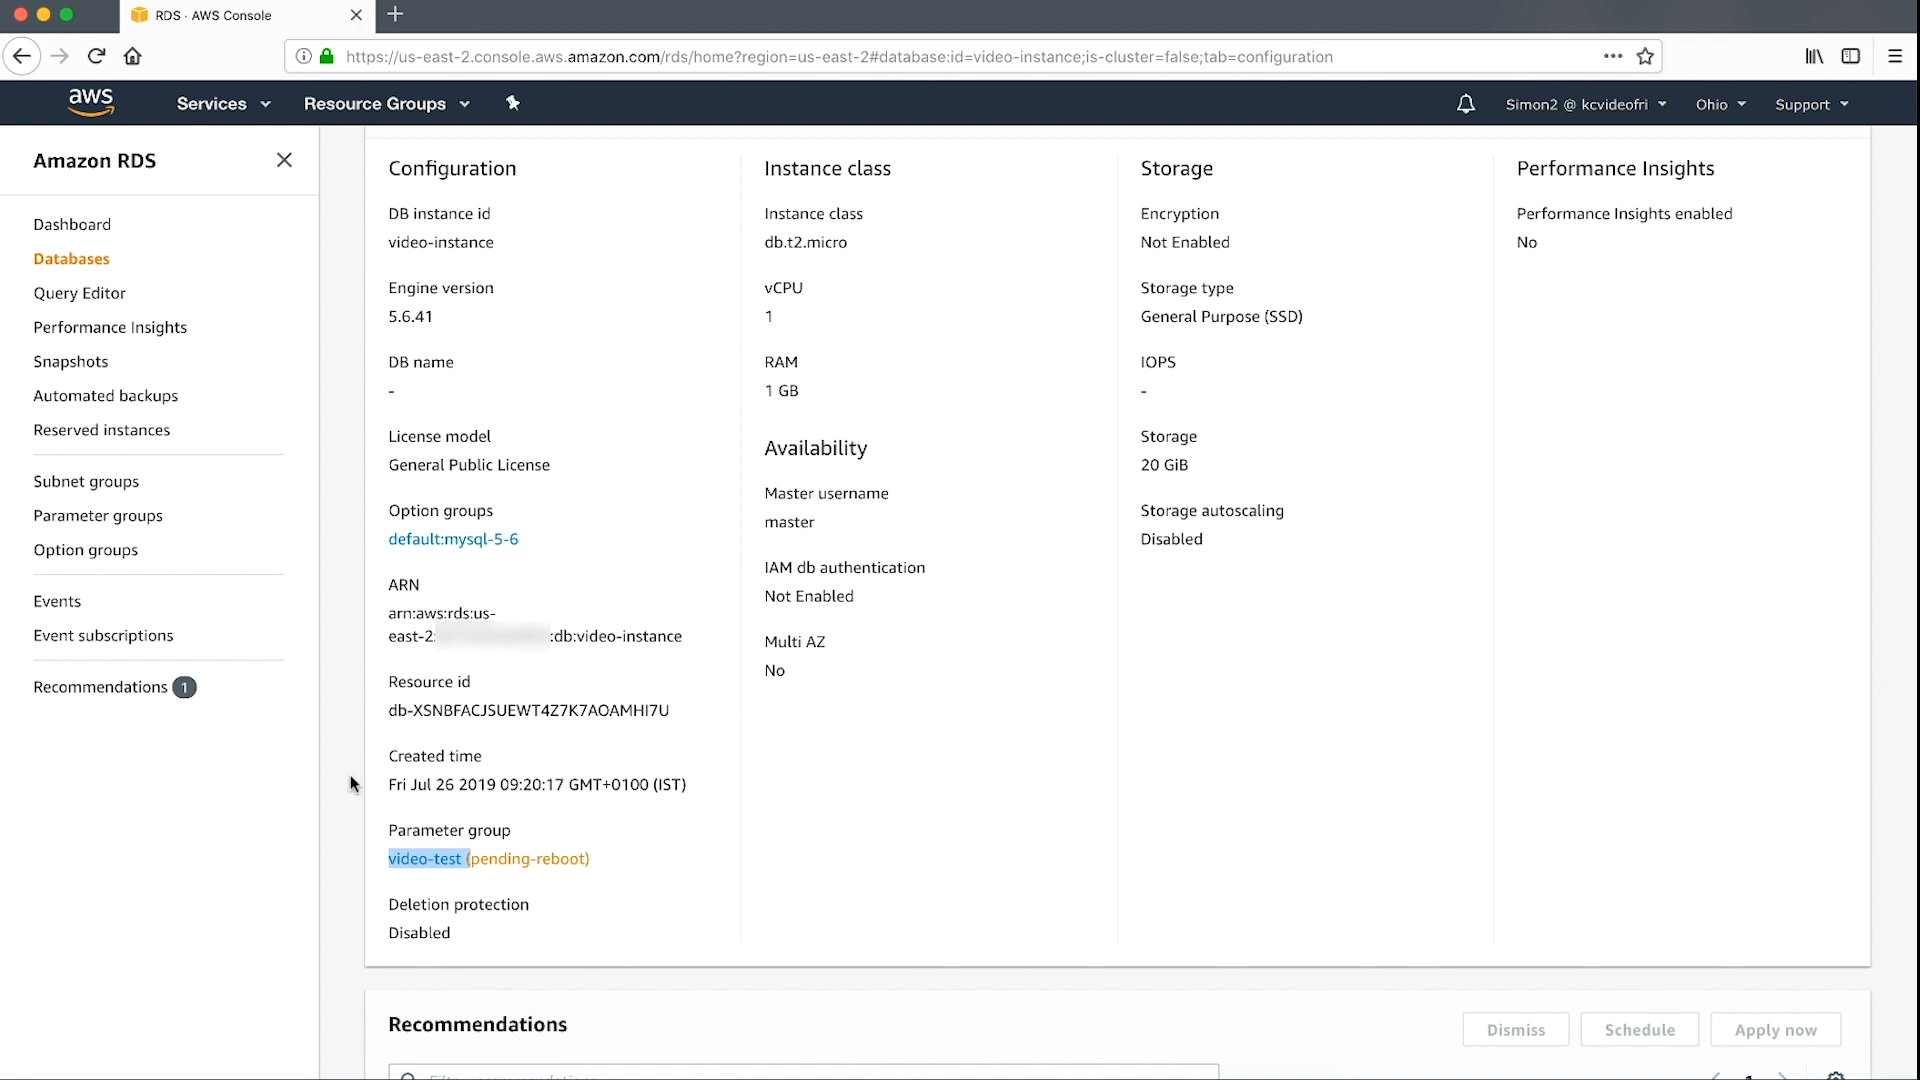 RDS · AWS Console
https://us-east-2.console.aws.amazon.com/rds/home?region=us-east-2#database:id=video-instance;is-cluster=false;tab=configuration
aws
Services
Resource Groups
Simon2 @ kcvideofri
Ohio
Support
Amazon RDS
Dashboard
Databases
Query Editor
Performance Insights
Snapshots
Automated backups
Reserved instances
Subnet groups
Parameter groups
Option groups
Events
Event subscriptions
Recommendations 1
Configuration
DB instance id
video-instance
Engine version
5.6.41
DB name
-
License model
General Public License
Option groups
default:mysql-5-6
ARN
arn:aws:rds:us-
east-2: :db:video-instance
Resource id
db-XSNBFACJSUEWT4Z7K7AOAMHI7U
Created time
Fri Jul 26 2019 09:20:17 GMT+0100 (IST)
Parameter group
video-test (pending-reboot)
Deletion protection
Disabled
Instance class
Instance class
db.t2.micro
vCPU
1
RAM
1 GB
Availability
Master username
master
IAM db authentication
Not Enabled
Multi AZ
No
Storage
Encryption
Not Enabled
Storage type
General Purpose (SSD)
IOPS
-
Storage
20 GiB
Storage autoscaling
Disabled
Performance Insights
Performance Insights enabled
No
Recommendations
Dismiss
Schedule
Apply now